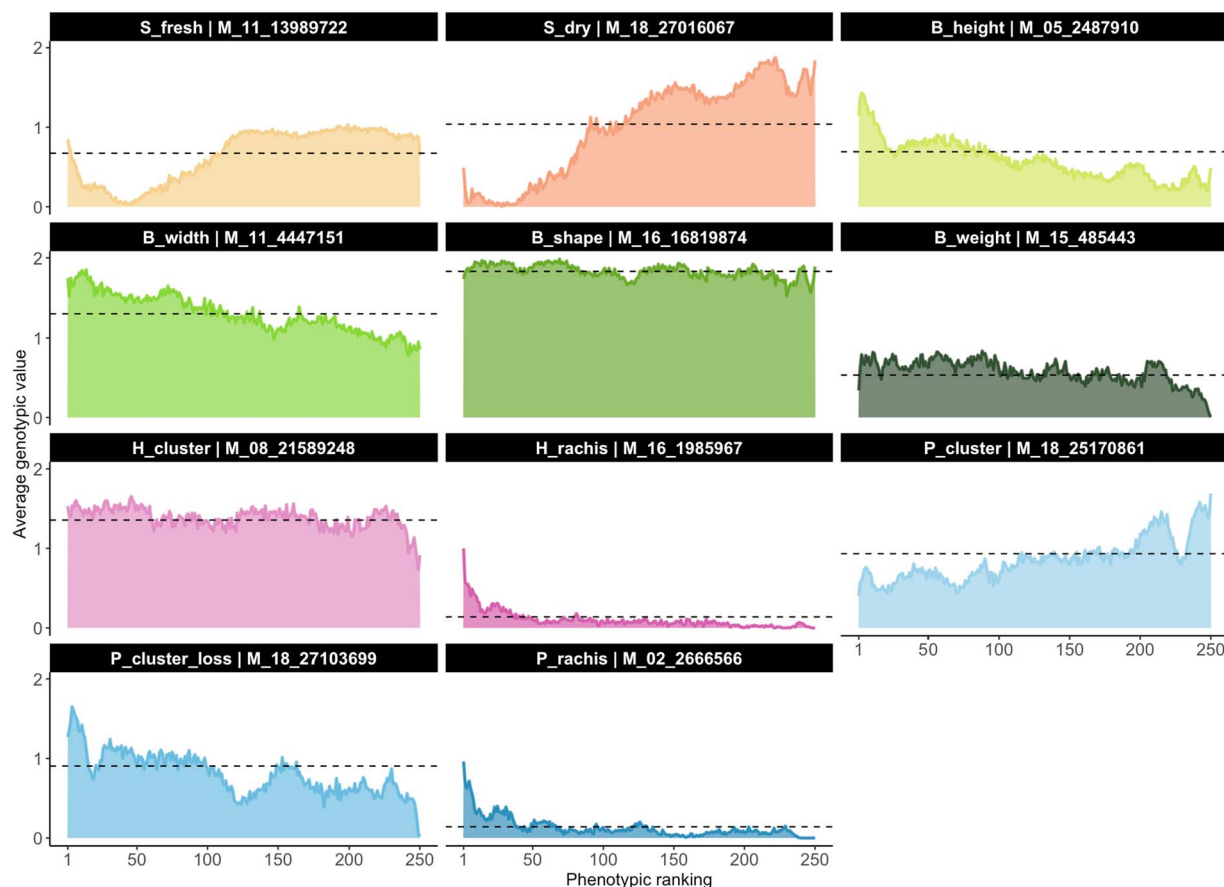 S_fresh | M_11_13989722
S_dry | M_18_27016067
B_height | M_05_2487910
2
1
0
B_width | M_11_4447151
B_shape | M_16_16819874
B_weight | M_15_485443
2
1
0
Average genotypic value
H_cluster | M_08_21589248
H_rachis | M_16_1985967
P_cluster | M_18_25170861
2
1
0
1 50 100 150 200 250
P_cluster_loss | M_18_27103699
P_rachis | M_02_2666566
2
1
0
1 50 100 150 200 250
1 50 100 150 200 250
Phenotypic ranking